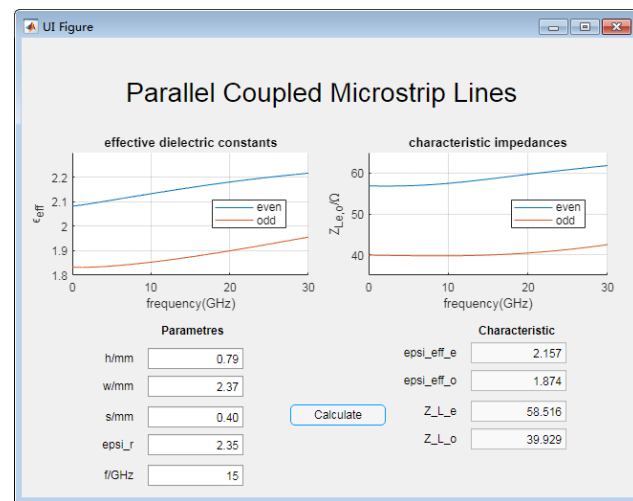 UI Figure
Parallel Coupled Microstrip Lines
effective dielectric constants
2.2
2.1
2
1.9
1.8
ϵeff
even
odd
0 10 20 30
frequency(GHz)
characteristic impedances
60
50
40
ZLe,o/Ω
even
odd
0 10 20 30
frequency(GHz)
Parametres
h/mm 0.79
w/mm 2.37
s/mm 0.40
epsi_r 2.35
f/GHz 15
Calculate
Characteristic
epsi_eff_e 2.157
epsi_eff_o 1.874
Z_L_e 58.516
Z_L_o 39.929